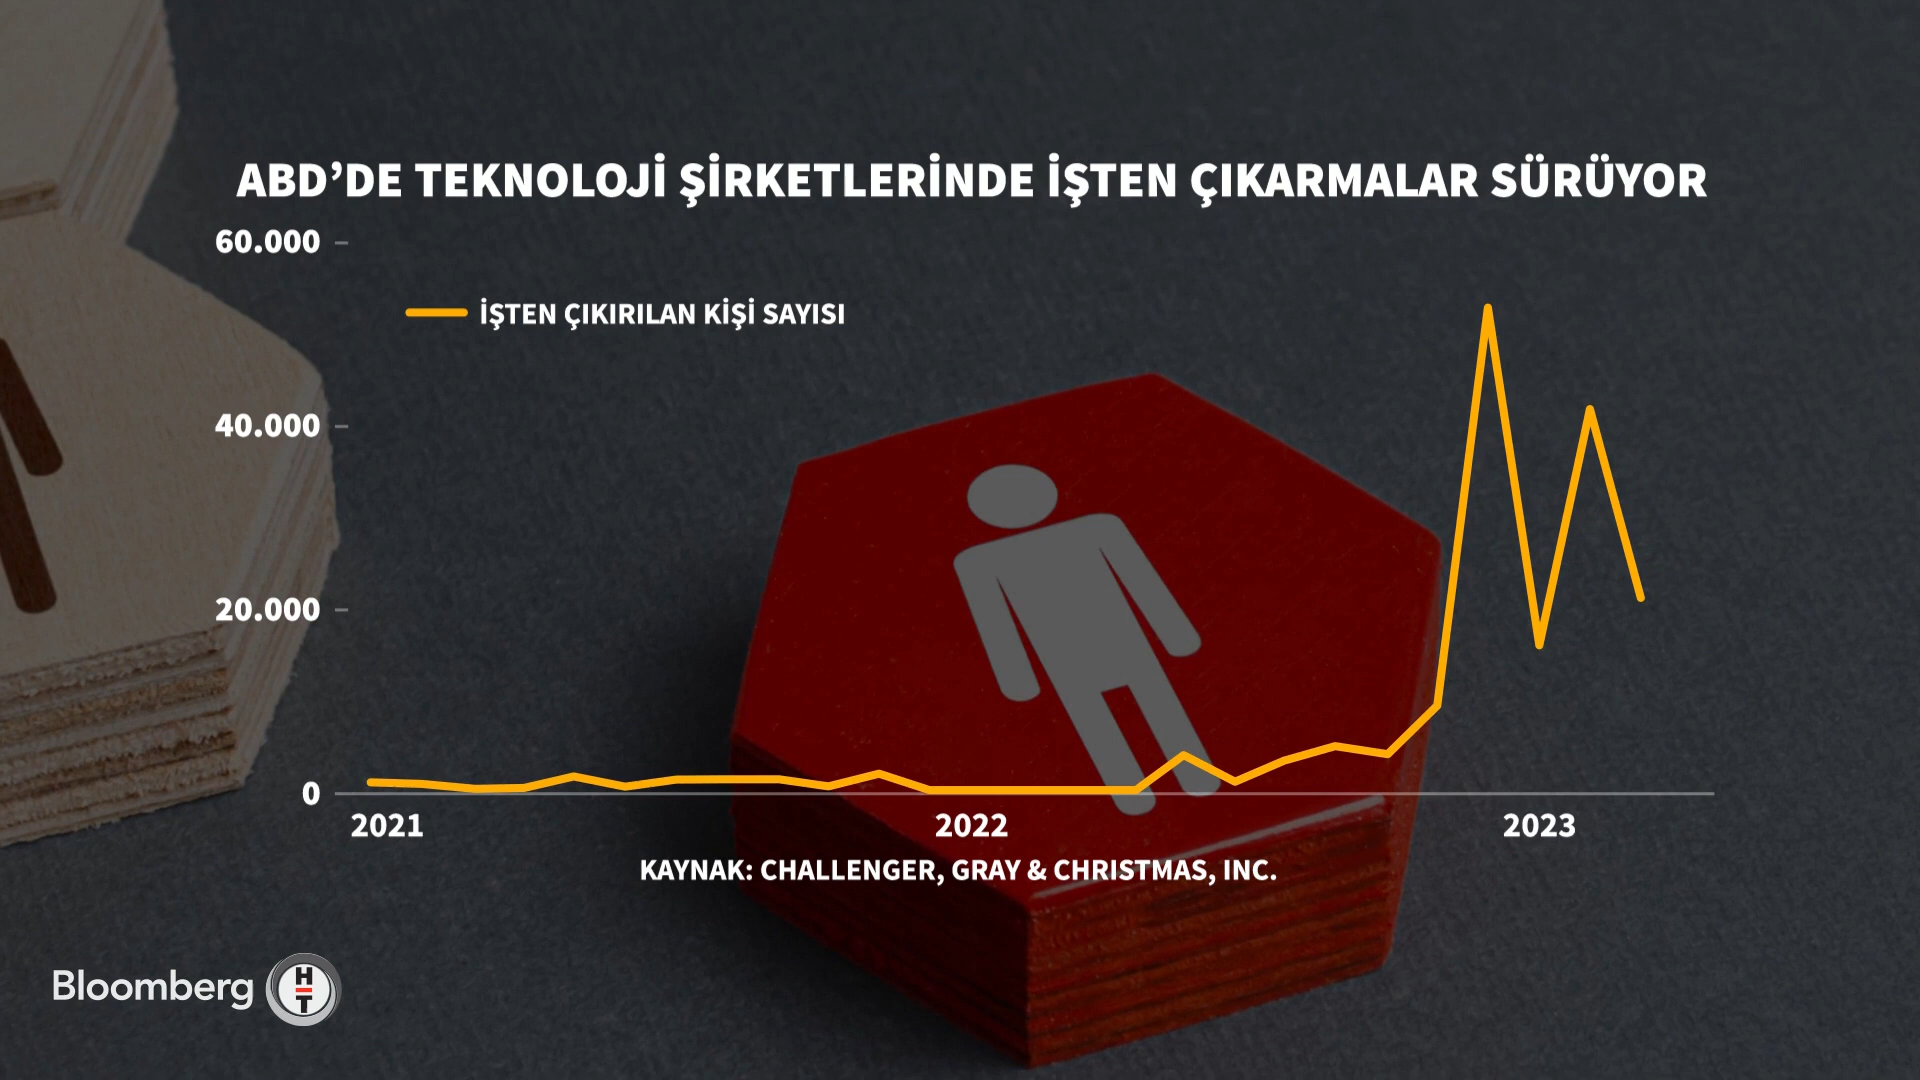 ABD’DE TEKNOLOJİ ŞİRKETLERİNDE İŞTEN ÇIKARMALAR SÜRÜYOR
60.000
İŞTEN ÇIKIRILAN KİŞİ SAYISI
40.000
20.000
0
2021 2022 2023
KAYNAK: CHALLENGER, GRAY & CHRISTMAS, INC.
Bloomberg HT